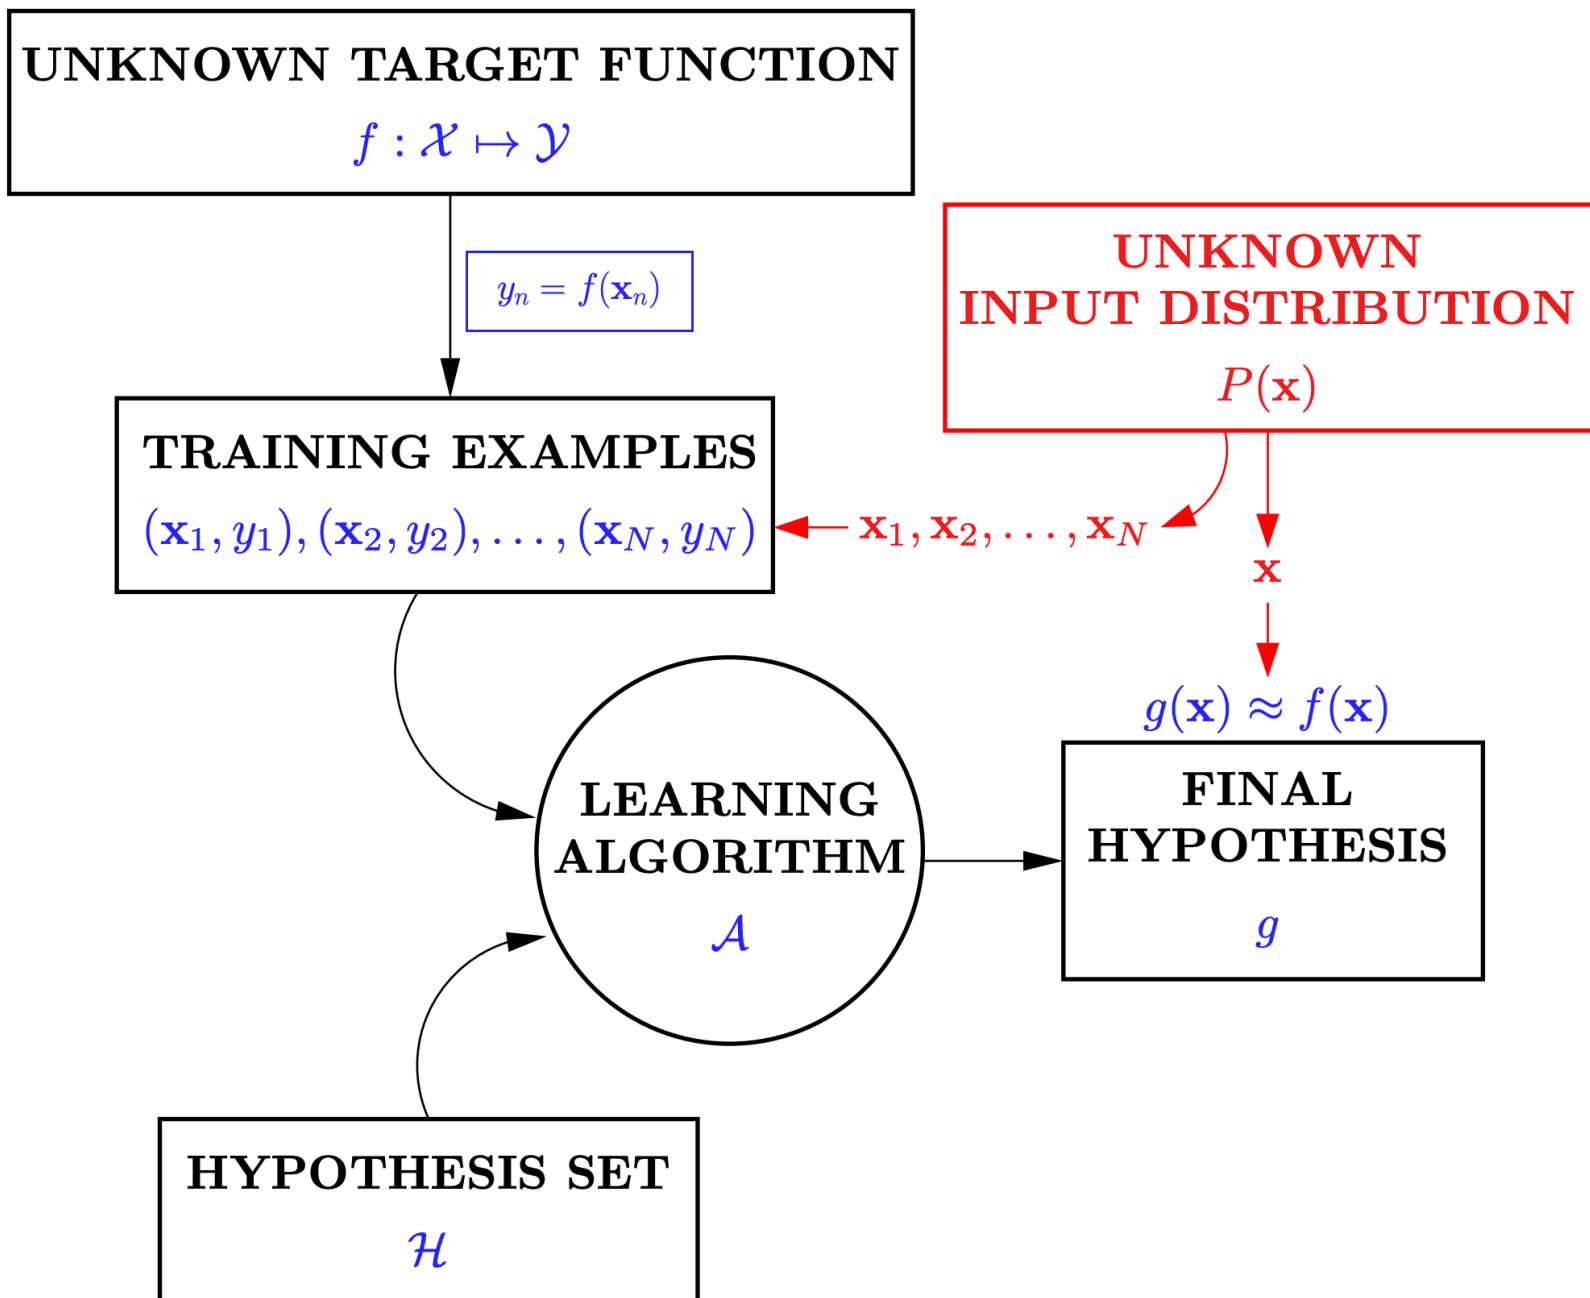 UNKNOWN TARGET FUNCTION
f : 𝒳 ↦ 𝒴
yₙ = f(𝐱ₙ)
UNKNOWN
INPUT DISTRIBUTION
P(𝐱)
TRAINING EXAMPLES
(𝐱₁, y₁), (𝐱₂, y₂), . . . , (𝐱_N, y_N)
𝐱₁, 𝐱₂, . . . , 𝐱_N
𝐱
g(𝐱) ≈ f(𝐱)
LEARNING
ALGORITHM
𝒜
FINAL
HYPOTHESIS
g
HYPOTHESIS SET
ℋ